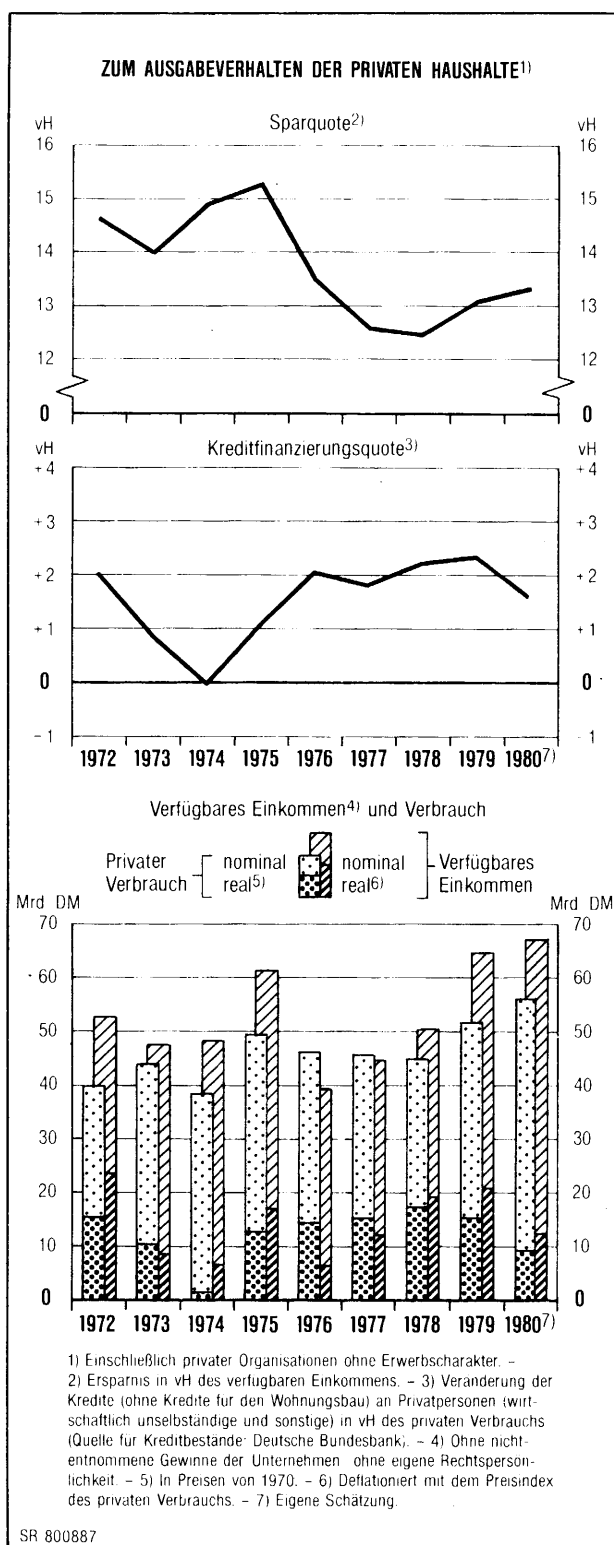 ZUM AUSGABEVERHALTEN DER PRIVATEN HAUSHALTE1)
vH Sparquote2) vH
16 16
15 15
14 14
13 13
12 12
0 0
vH Kreditfinanzierungsquote3) vH
+4 +4
+3 +3
+2 +2
+1 +1
0 0
-1 -1
1972 1973 1974 1975 1976 1977 1978 1979 19807)
Verfügbares Einkommen4) und Verbrauch
Privater nominal nominal Verfügbares
Verbrauch real5) real6) Einkommen
Mrd DM Mrd DM
70 70
60 60
50 50
40 40
30 30
20 20
10 10
0 0
1972 1973 1974 1975 1976 1977 1978 1979 19807)
1) Einschließlich privater Organisationen ohne Erwerbscharakter. –
2) Ersparnis in vH des verfugbaren Einkommens. – 3) Veranderung der
Kredite (ohne Kredite fur den Wohnungsbau) an Privatpersonen (wirt-
schaftlich unselbständige und sonstige) in vH des privaten Verbrauchs
(Quelle für Kreditbestände: Deutsche Bundesbank). – 4) Ohne nicht-
entnommene Gewinne der Unternehmen ohne eigene Rechtspersön-
lichkeit. – 5) In Preisen von 1970. – 6) Deflationiert mit dem Preisindex
des privaten Verbrauchs. – 7) Eigene Schätzung.
SR 800887